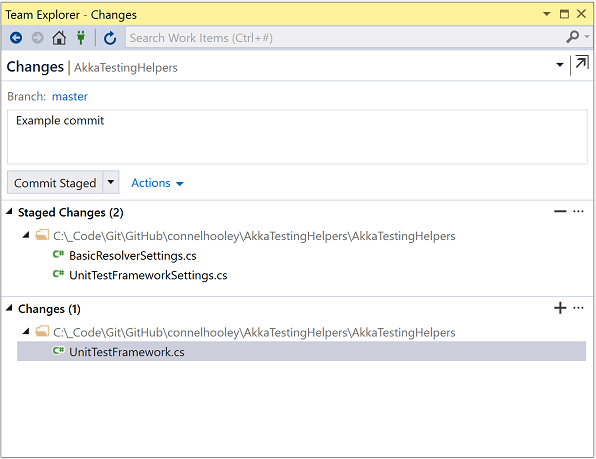 Team Explorer - Changes
Search Work Items (Ctrl+#)
Changes | AkkaTestingHelpers
Branch: master
Example commit
Commit Staged
Actions
Staged Changes (2)
C:\_Code\Git\GitHub\connelhooley\AkkaTestingHelpers\AkkaTestingHelpers
C# BasicResolverSettings.cs
C# UnitTestFrameworkSettings.cs
Changes (1)
C:\_Code\Git\GitHub\connelhooley\AkkaTestingHelpers\AkkaTestingHelpers
C# UnitTestFramework.cs